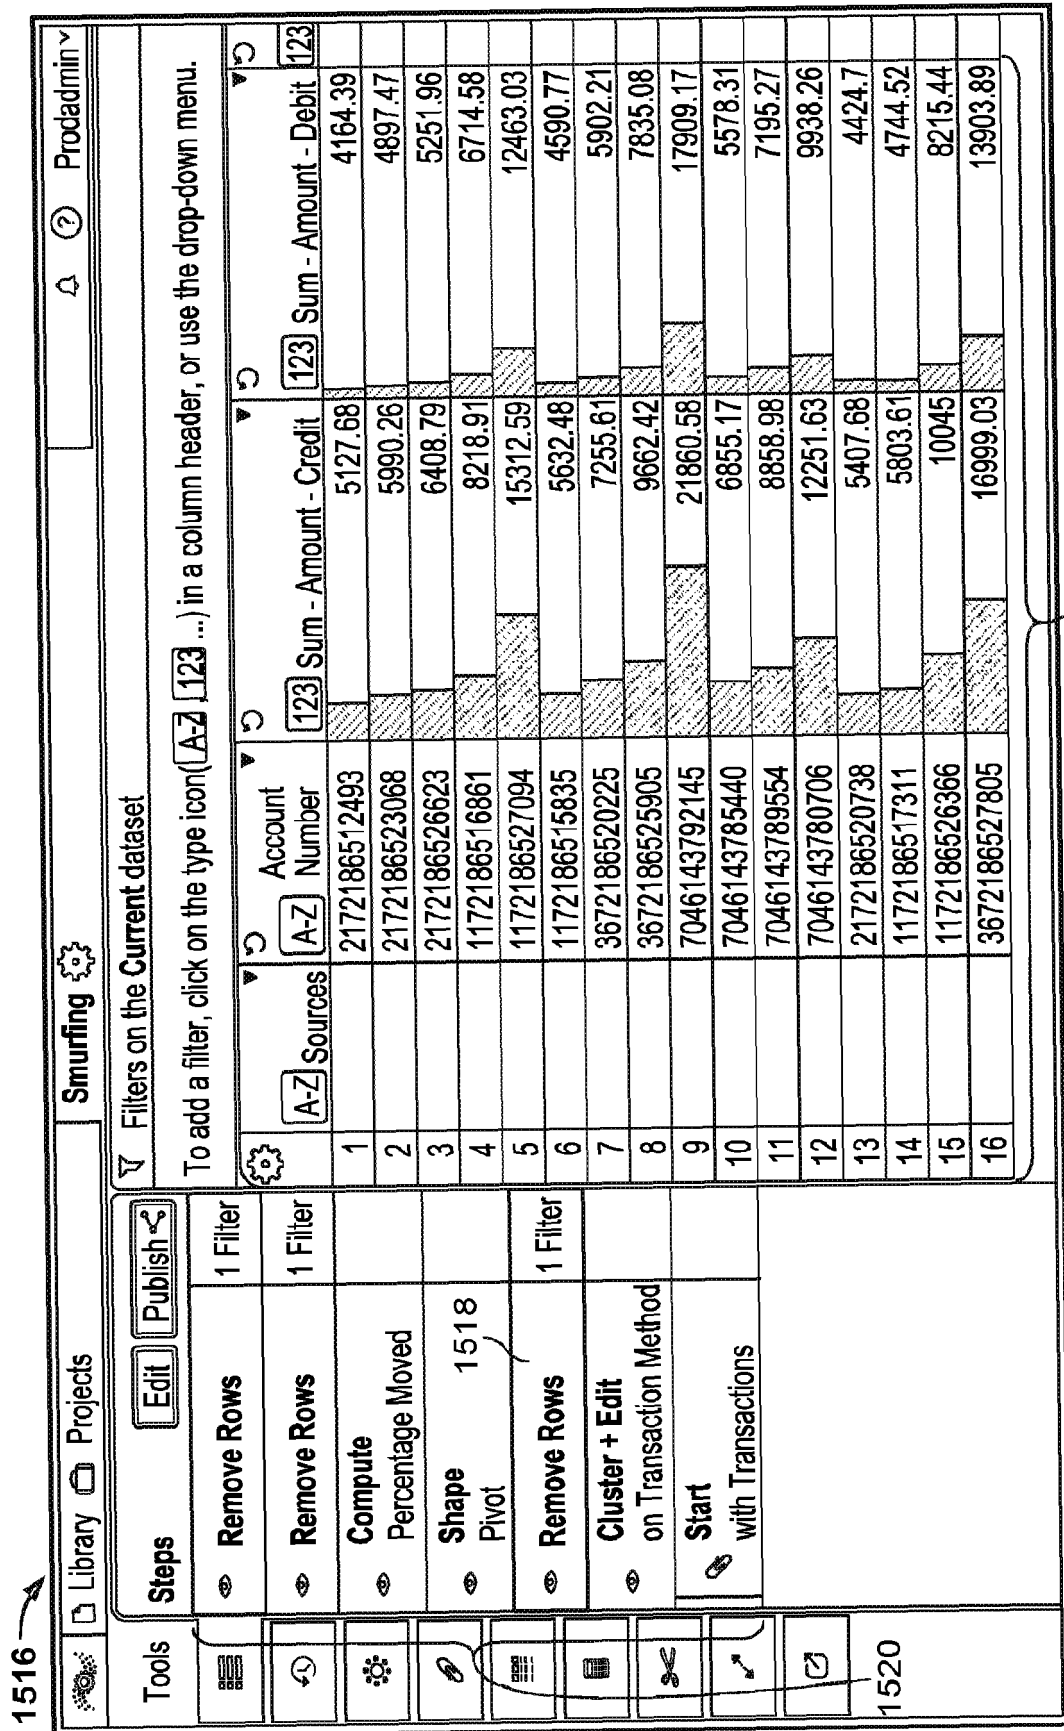 1516
Library Projects
Smurfing
Prodadmin
Tools
Steps
Edit
Publish
Remove Rows
1 Filter
Remove Rows
1 Filter
Compute
Percentage Moved
Shape
Pivot
1518
Remove Rows
1 Filter
Cluster + Edit
on Transaction Method
Start
with Transactions
1520
Filters on the Current dataset
To add a filter, click on the type icon(A-Z, 123 ...) in a column header, or use the drop-down menu.
A-Z Sources A-Z Account Number 123 Sum - Amount - Credit 123 Sum - Amount - Debit 123
1 2172186512493 5127.68 4164.39
2 2172186523068 5990.26 4897.47
3 2172186526623 6408.79 5251.96
4 1172186516861 8218.91 6714.58
5 1172186527094 15312.59 12463.03
6 1172186515835 5632.48 4590.77
7 3672186520225 7255.61 5902.21
8 3672186525905 9662.42 7835.08
9 7046143792145 21860.58 17909.17
10 7046143785440 6855.17 5578.31
11 7046143789554 8858.98 7195.27
12 7046143780706 12251.63 9938.26
13 2172186520738 5407.68 4424.7
14 1172186517311 5803.61 4744.52
15 1172186526366 10045 8215.44
16 3672186527805 16999.03 13903.89